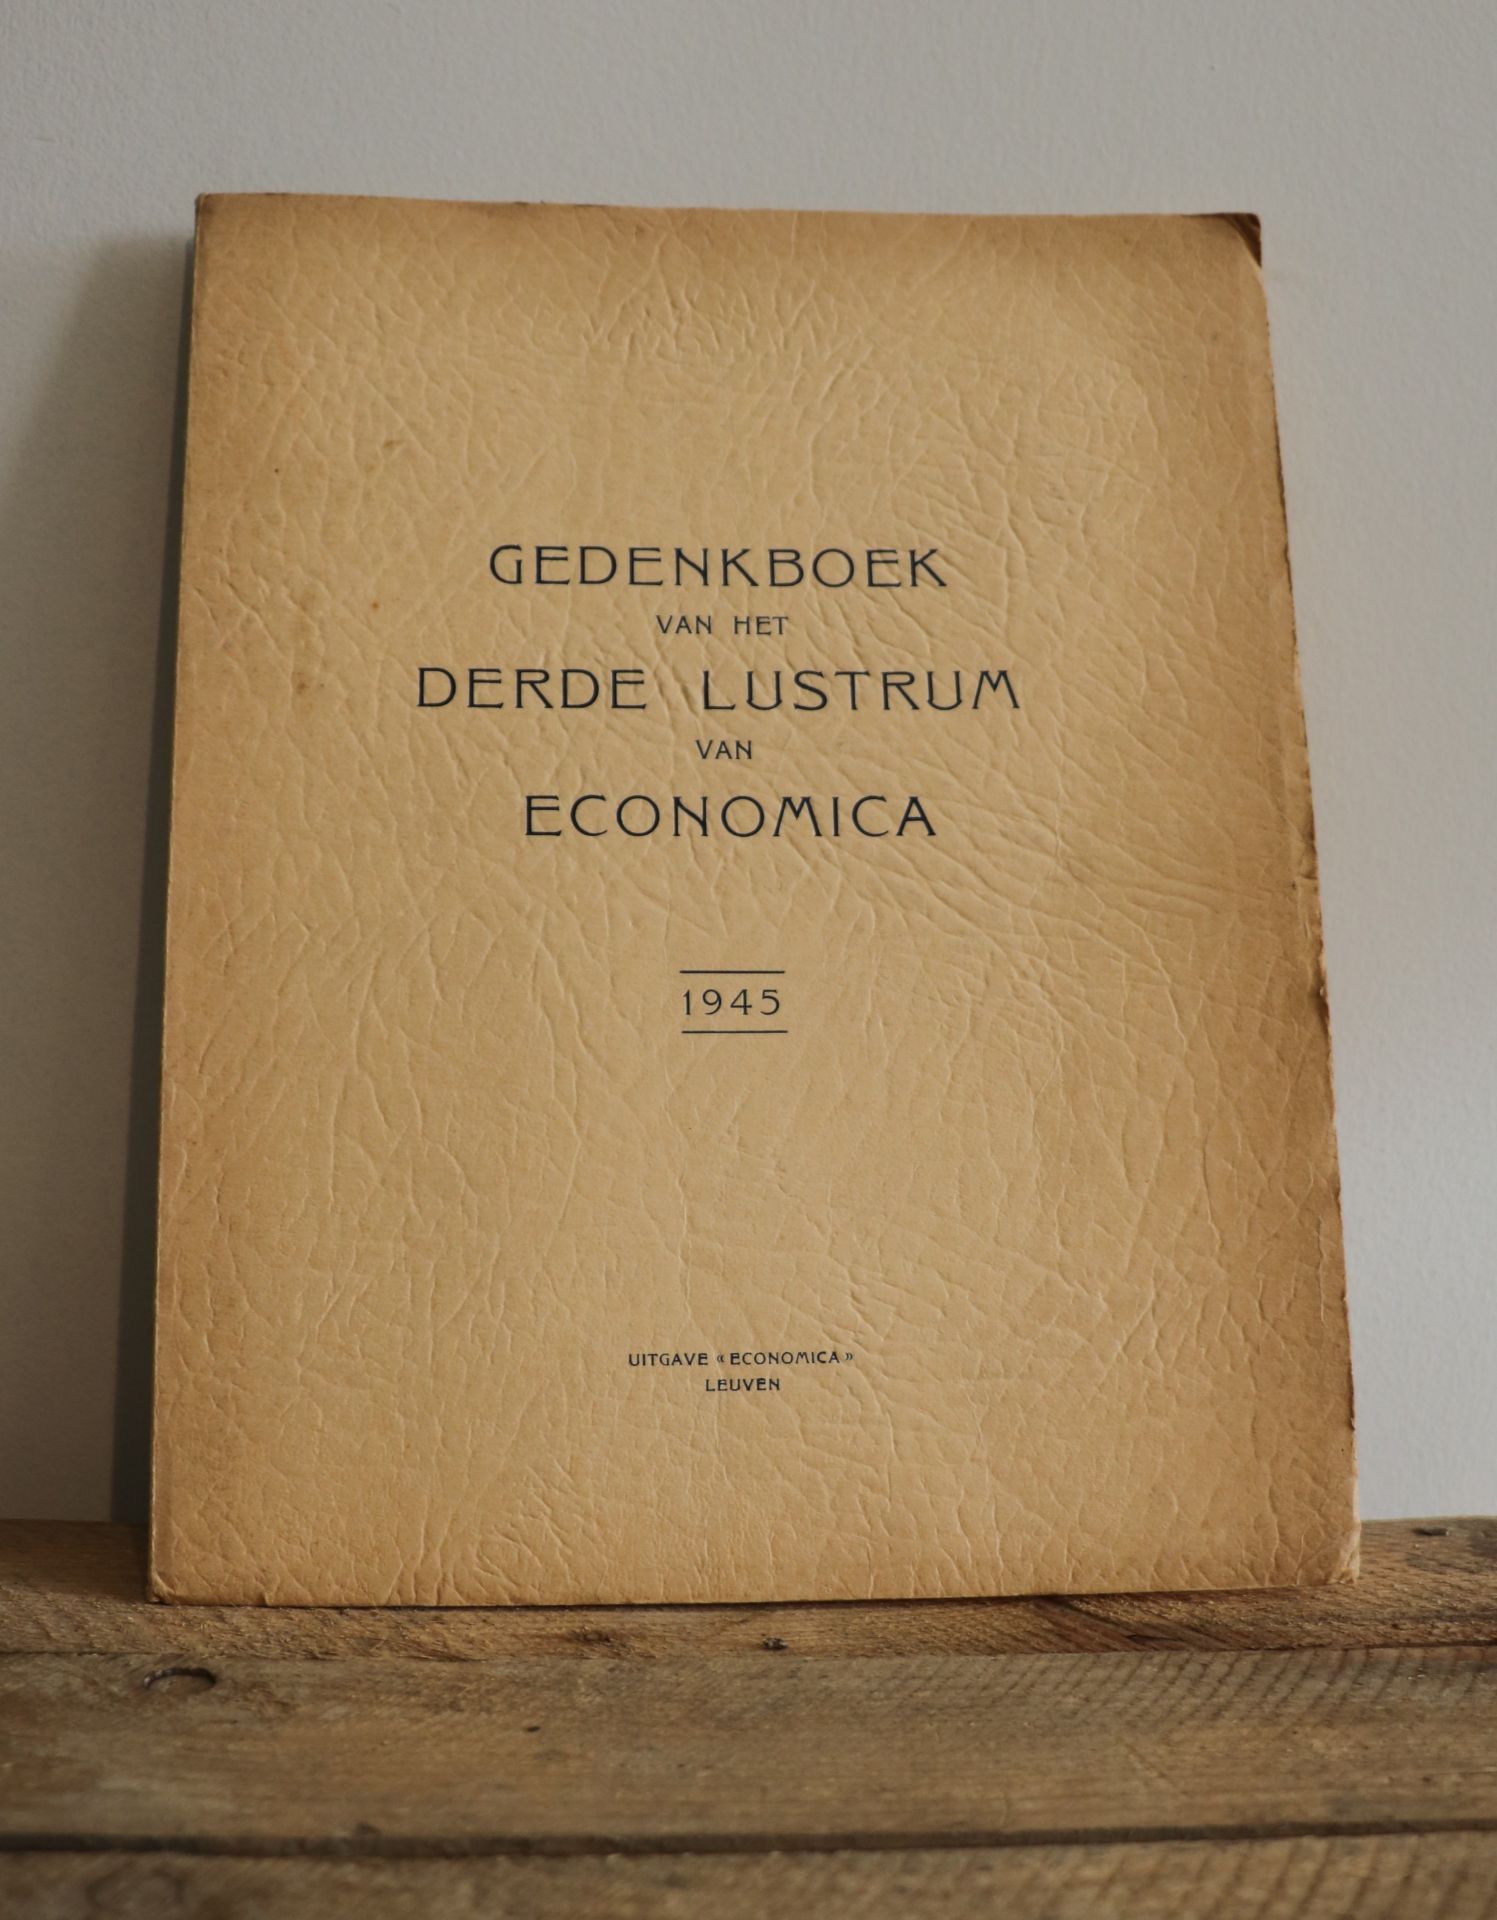 GEDENKBOEK
VAN HET
DERDE LUSTRUM
VAN
ECONOMICA
1945
UITGAVE « ECONOMICA »
LEUVEN